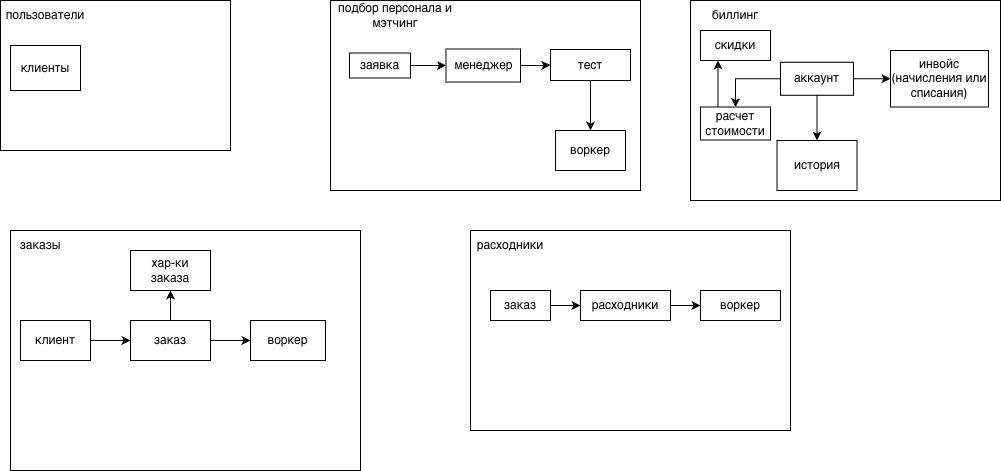 пользователи
клиенты
подбор персонала и
мэтчинг
заявка
менеджер
тест
воркер
биллинг
скидки
аккаунт
инвойс
(начисления или
списания)
расчет
стоимости
история
заказы
хар-ки
заказа
клиент
заказ
воркер
расходники
заказ
расходники
воркер